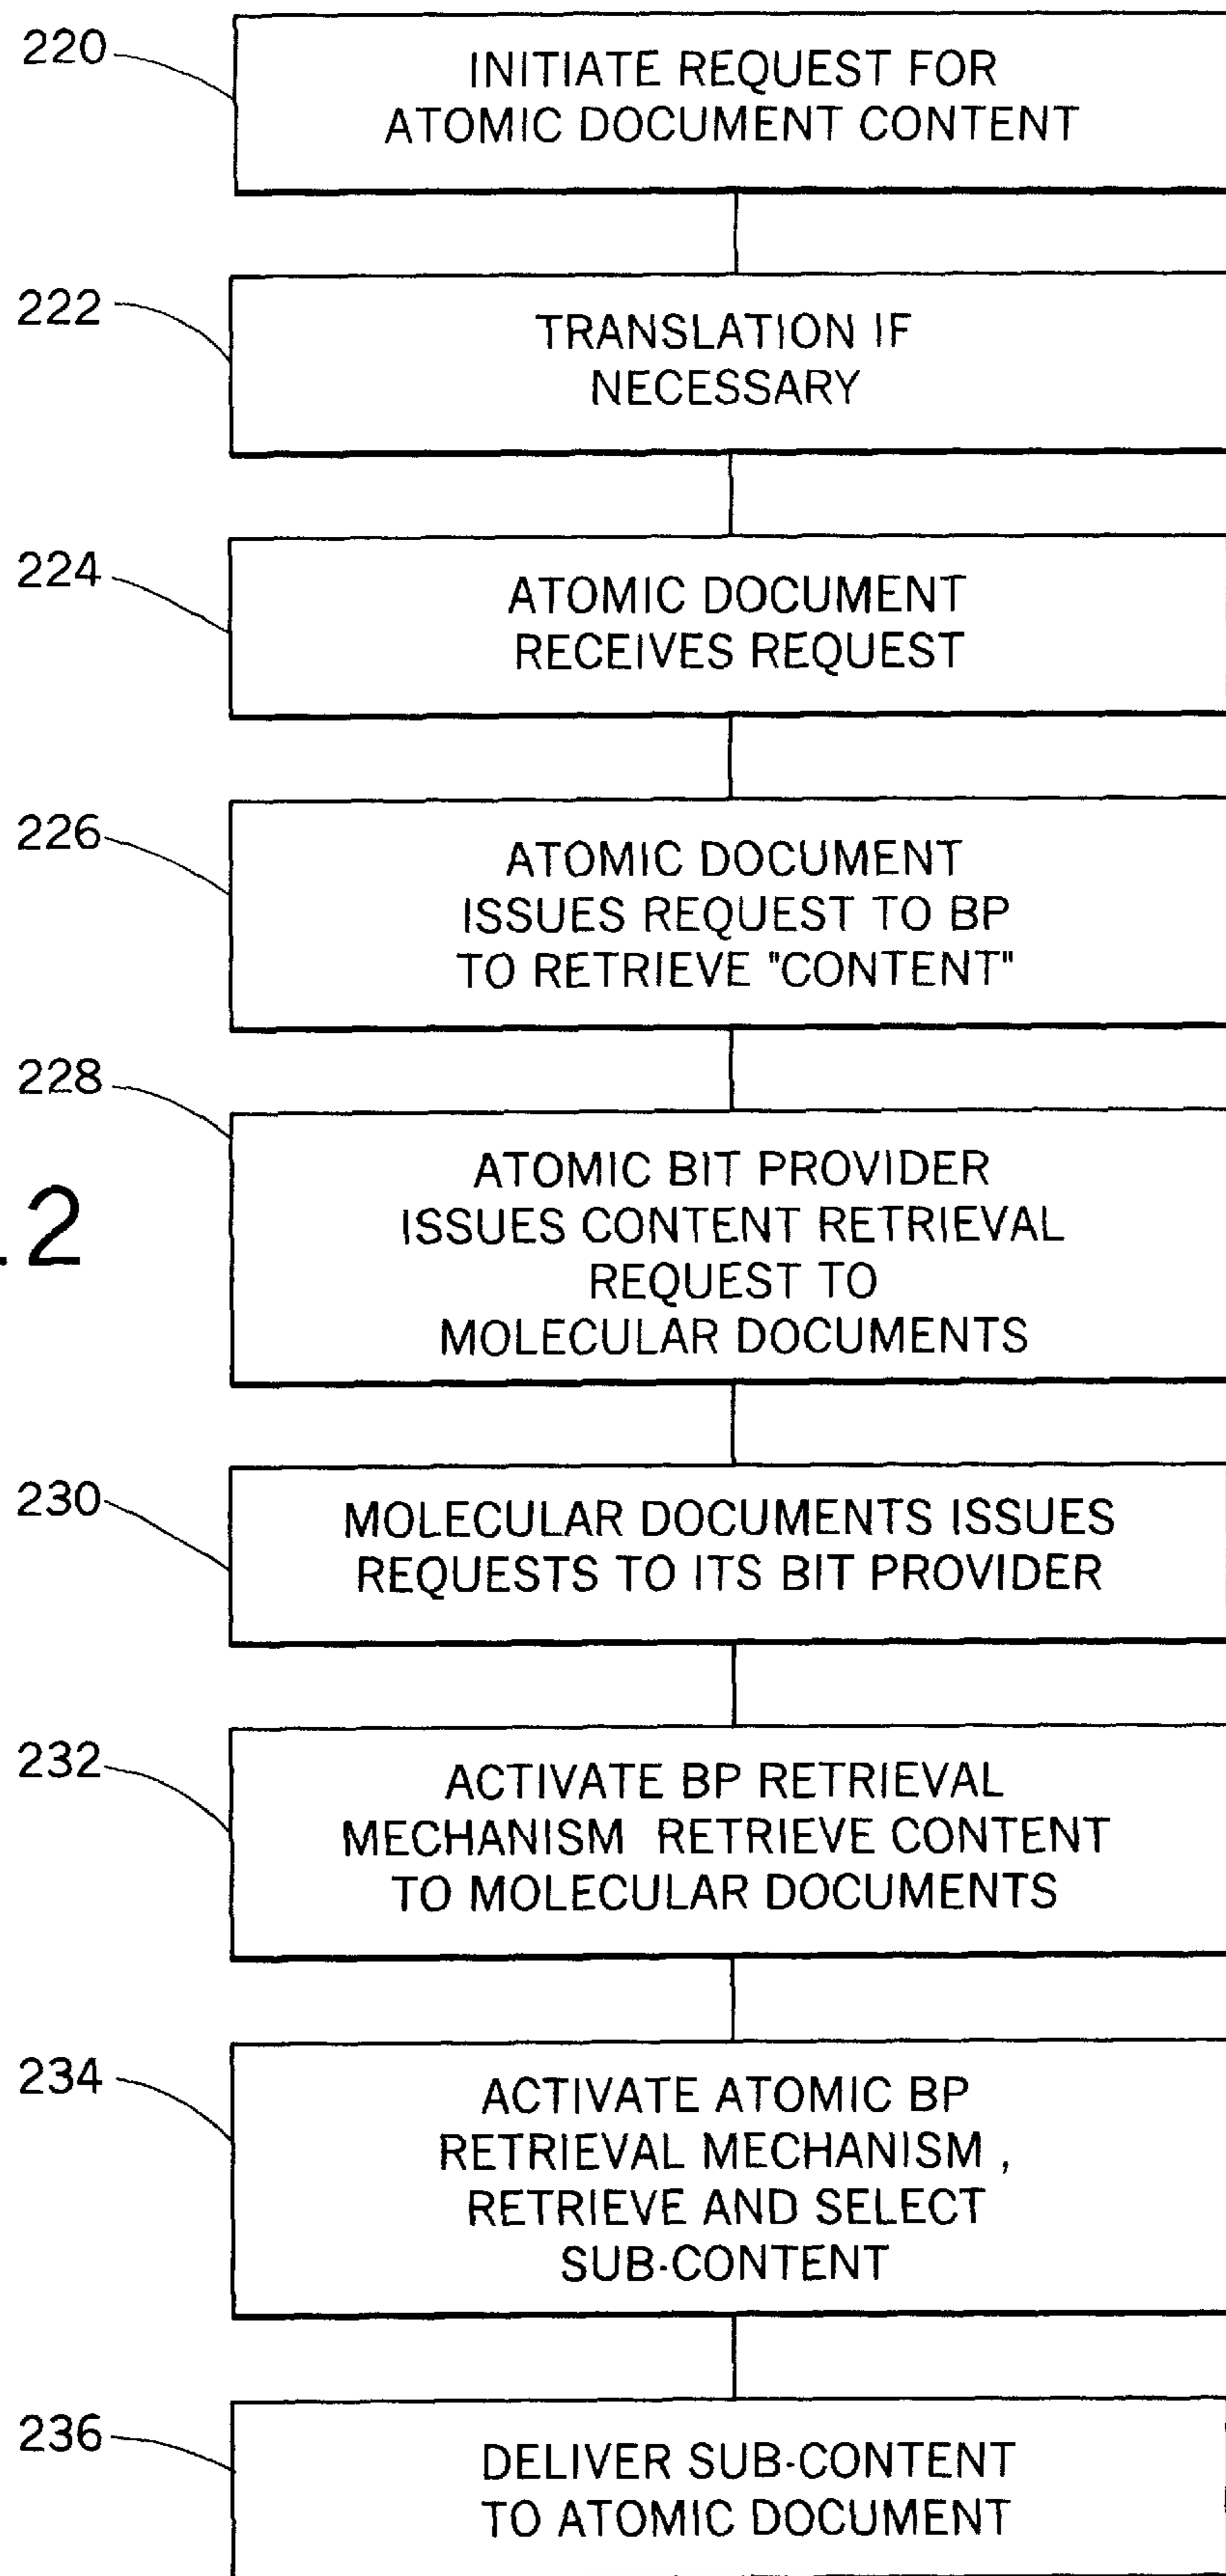 220
INITIATE REQUEST FOR
ATOMIC DOCUMENT CONTENT
222
TRANSLATION IF
NECESSARY
224
ATOMIC DOCUMENT
RECEIVES REQUEST
226
ATOMIC DOCUMENT
ISSUES REQUEST TO BP
TO RETRIEVE "CONTENT"
228
ATOMIC BIT PROVIDER
ISSUES CONTENT RETRIEVAL
REQUEST TO
MOLECULAR DOCUMENTS
.2
230
MOLECULAR DOCUMENTS ISSUES
REQUESTS TO ITS BIT PROVIDER
232
ACTIVATE BP RETRIEVAL
MECHANISM RETRIEVE CONTENT
TO MOLECULAR DOCUMENTS
234
ACTIVATE ATOMIC BP
RETRIEVAL MECHANISM ,
RETRIEVE AND SELECT
SUB-CONTENT
236
DELIVER SUB-CONTENT
TO ATOMIC DOCUMENT